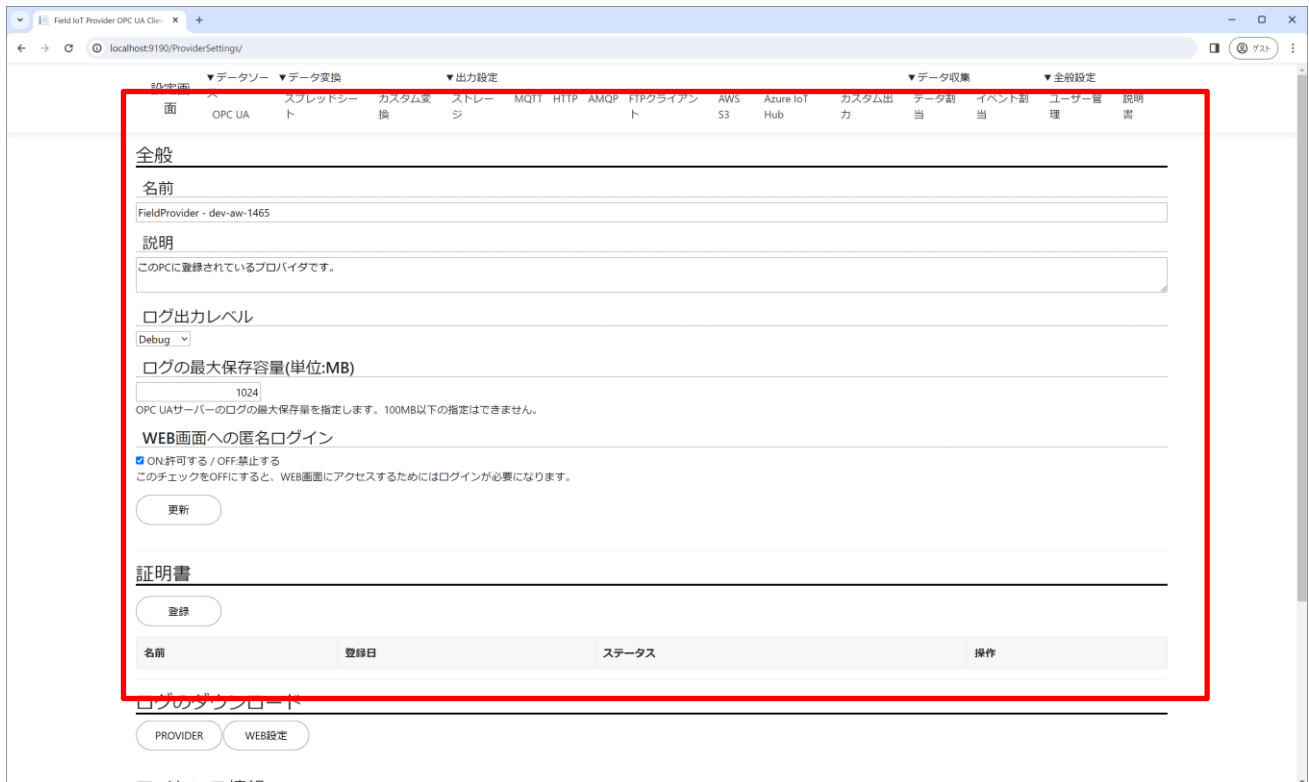 Field IoT Provider OPC UA Clien
localhost:9190/ProviderSettings/
ゲスト
設定画面
▼データソース
OPC UA
▼データ変換
スプレッドシート
カスタム変換
▼出力設定
ストレージ
MQTT
HTTP
AMQP
FTPクライアント
AWS S3
Azure IoT Hub
カスタム出力
▼データ収集
データ割当
イベント割当
▼全般設定
ユーザー管理
説明書
全般
名前
FieldProvider - dev-aw-1465
説明
このPCに登録されているプロバイダです。
ログ出力レベル
Debug
ログの最大保存容量(単位:MB)
1024
OPC UAサーバーのログの最大保存量を指定します。100MB以下の指定はできません。
WEB画面への匿名ログイン
ON:許可する / OFF:禁止する
このチェックをOFFにすると、WEB画面にアクセスするためにはログインが必要になります。
更新
証明書
登録
名前 登録日 ステータス 操作
ログのダウンロード
PROVIDER WEB設定